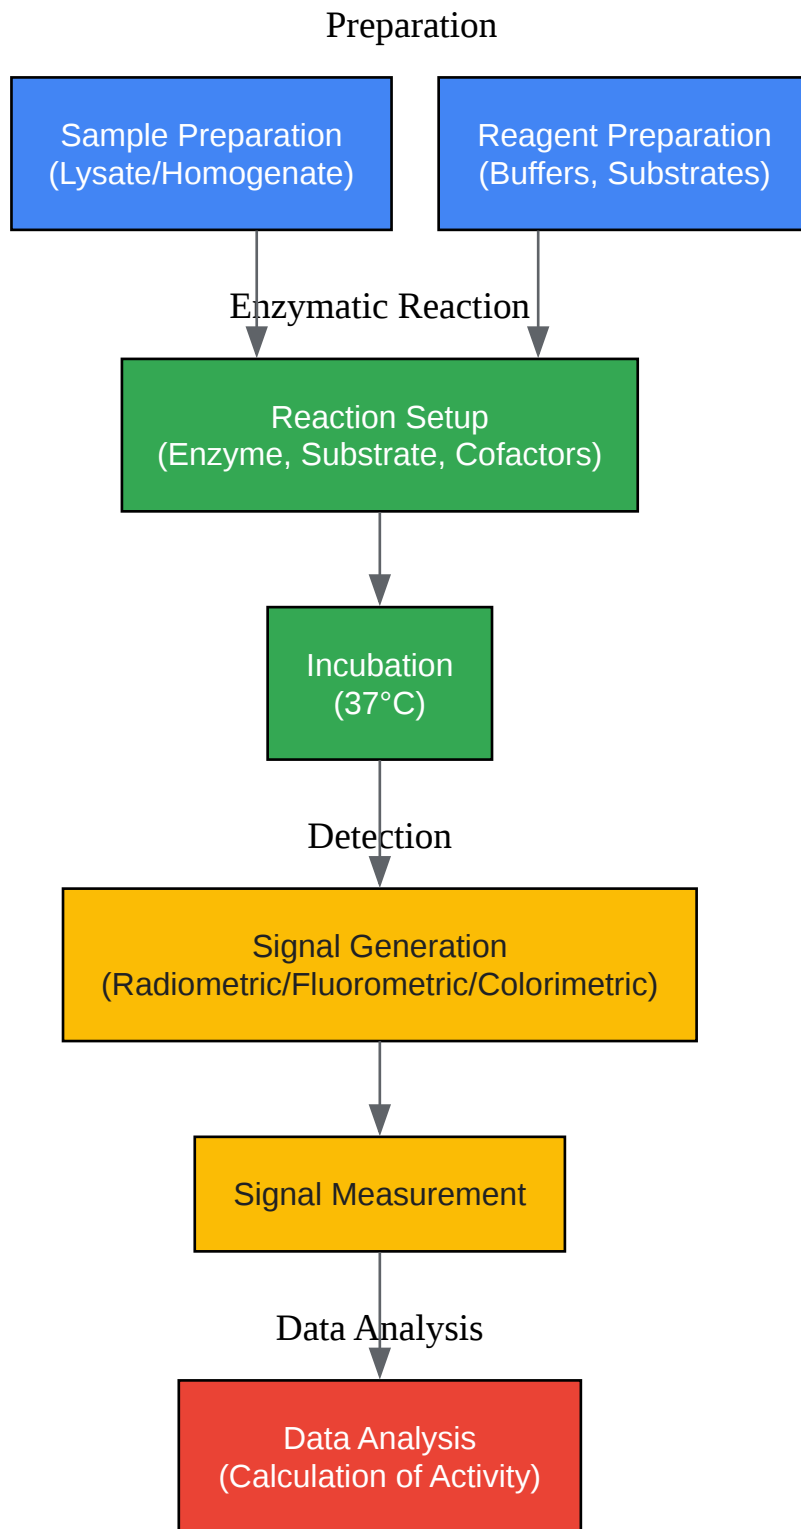 Preparation
Sample Preparation
(Lysate/Homogenate)
Reagent Preparation
(Buffers, Substrates)
Enzymatic Reaction
Reaction Setup
(Enzyme, Substrate, Cofactors)
Incubation
(37°C)
Detection
Signal Generation
(Radiometric/Fluorometric/Colorimetric)
Signal Measurement
Data Analysis
Data Analysis
(Calculation of Activity)